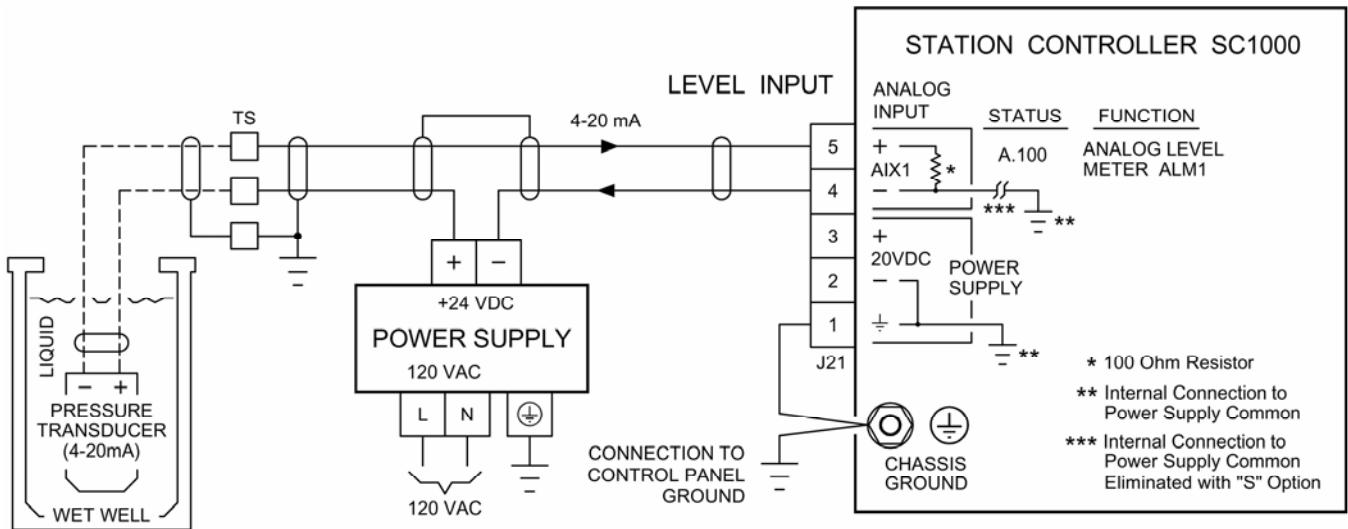 STATION CONTROLLER SC1000
LEVEL INPUT
ANALOG
INPUT
STATUS
FUNCTION
TS
4-20 mA
5
+
AIX1
*
A.100
ANALOG LEVEL
METER ALM1
4
−
***
**
3
+
20VDC
POWER
SUPPLY
2
−
1
**
J21
+
−
+24 VDC
POWER SUPPLY
120 VAC
L
N
120 VAC
LIQUID
− +
PRESSURE
TRANSDUCER
(4-20mA)
WET WELL
CONNECTION TO
CONTROL PANEL
GROUND
CHASSIS
GROUND
* 100 Ohm Resistor
** Internal Connection to
Power Supply Common
*** Internal Connection to
Power Supply Common
Eliminated with "S" Option